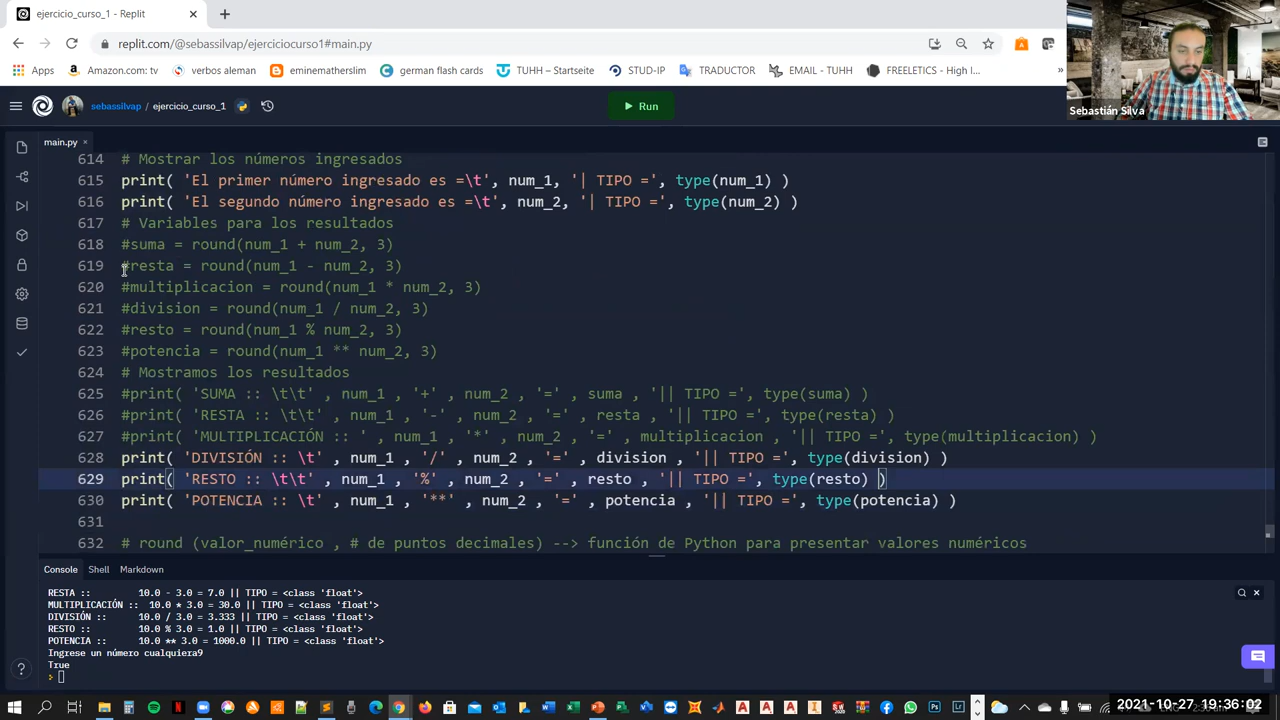 ejercicio_curso_1 - Replit
replit.com/@sebassilvap/ejerciciocurso1#main.py
Apps
Amazon.com: tv
verbos aleman
eminematherslim
german flash cards
TUHH – Startseite
STUD-IP
TRADUCTOR
EMAIL - TUHH
FREELETICS - High I...
»
Sebastián Silva
sebassilvap / ejercicio_curso_1
Run
main.py
614 # Mostrar los números ingresados
615 print( 'El primer número ingresado es =\t', num_1, '| TIPO =', type(num_1) )
616 print( 'El segundo número ingresado es =\t', num_2, '| TIPO =', type(num_2) )
617 # Variables para los resultados
618 #suma = round(num_1 + num_2, 3)
619 #resta = round(num_1 - num_2, 3)
620 #multiplicacion = round(num_1 * num_2, 3)
621 #division = round(num_1 / num_2, 3)
622 #resto = round(num_1 % num_2, 3)
623 #potencia = round(num_1 ** num_2, 3)
624 # Mostramos los resultados
625 #print( 'SUMA :: \t\t' , num_1 , '+' , num_2 , '=' , suma , '|| TIPO =', type(suma) )
626 #print( 'RESTA :: \t\t' , num_1 , '-' , num_2 , '=' , resta , '|| TIPO =', type(resta) )
627 #print( 'MULTIPLICACIÓN :: ' , num_1 , '*' , num_2 , '=' , multiplicacion , '|| TIPO =', type(multiplicacion) )
628 print( 'DIVISIÓN :: \t' , num_1 , '/' , num_2 , '=' , division , '|| TIPO =', type(division) )
629 print( 'RESTO :: \t\t' , num_1 , '%' , num_2 , '=' , resto , '|| TIPO =', type(resto) )
630 print( 'POTENCIA :: \t' , num_1 , '**' , num_2 , '=' , potencia , '|| TIPO =', type(potencia) )
631
632 # round (valor_numérico , # de puntos decimales) --> función de Python para presentar valores numéricos
Console
Shell
Markdown
RESTA :: 10.0 - 3.0 = 7.0 || TIPO = <class 'float'>
MULTIPLICACIÓN :: 10.0 * 3.0 = 30.0 || TIPO = <class 'float'>
DIVISIÓN :: 10.0 / 3.0 = 3.333 || TIPO = <class 'float'>
RESTO :: 10.0 % 3.0 = 1.0 || TIPO = <class 'float'>
POTENCIA :: 10.0 ** 3.0 = 1000.0 || TIPO = <class 'float'>
Ingrese un número cualquiera9
True
2021-10-27 19:36:02